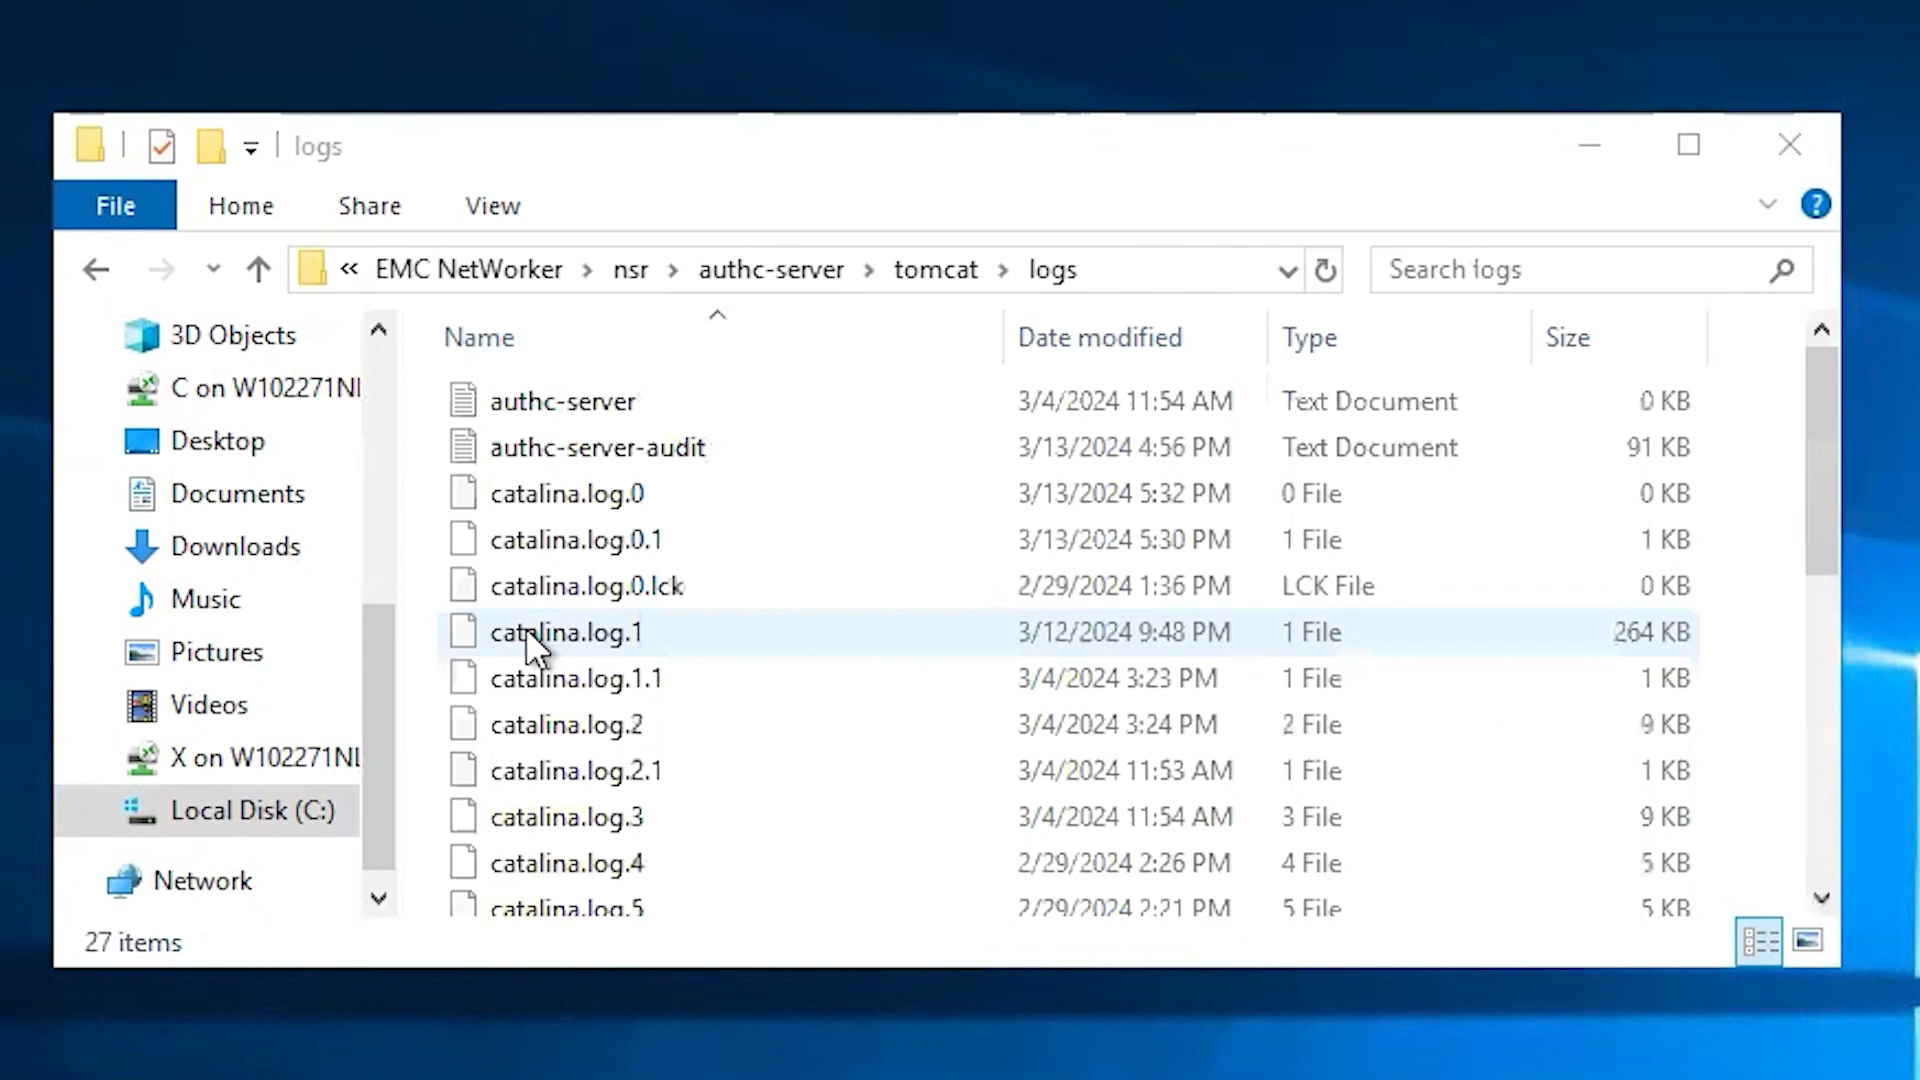 logs
File Home Share View
« EMC NetWorker > nsr > authc-server > tomcat > logs
Search logs
3D Objects
C on W102271NI
Desktop
Documents
Downloads
Music
Pictures
Videos
X on W102271NI
Local Disk (C:)
Network
Name Date modified Type Size
authc-server 3/4/2024 11:54 AM Text Document 0 KB
authc-server-audit 3/13/2024 4:56 PM Text Document 91 KB
catalina.log.0 3/13/2024 5:32 PM 0 File 0 KB
catalina.log.0.1 3/13/2024 5:30 PM 1 File 1 KB
catalina.log.0.lck 2/29/2024 1:36 PM LCK File 0 KB
catalina.log.1 3/12/2024 9:48 PM 1 File 264 KB
catalina.log.1.1 3/4/2024 3:23 PM 1 File 1 KB
catalina.log.2 3/4/2024 3:24 PM 2 File 9 KB
catalina.log.2.1 3/4/2024 11:53 AM 1 File 1 KB
catalina.log.3 3/4/2024 11:54 AM 3 File 9 KB
catalina.log.4 2/29/2024 2:26 PM 4 File 5 KB
catalina.log.5 2/29/2024 2:21 PM 5 File 5 KB
27 items